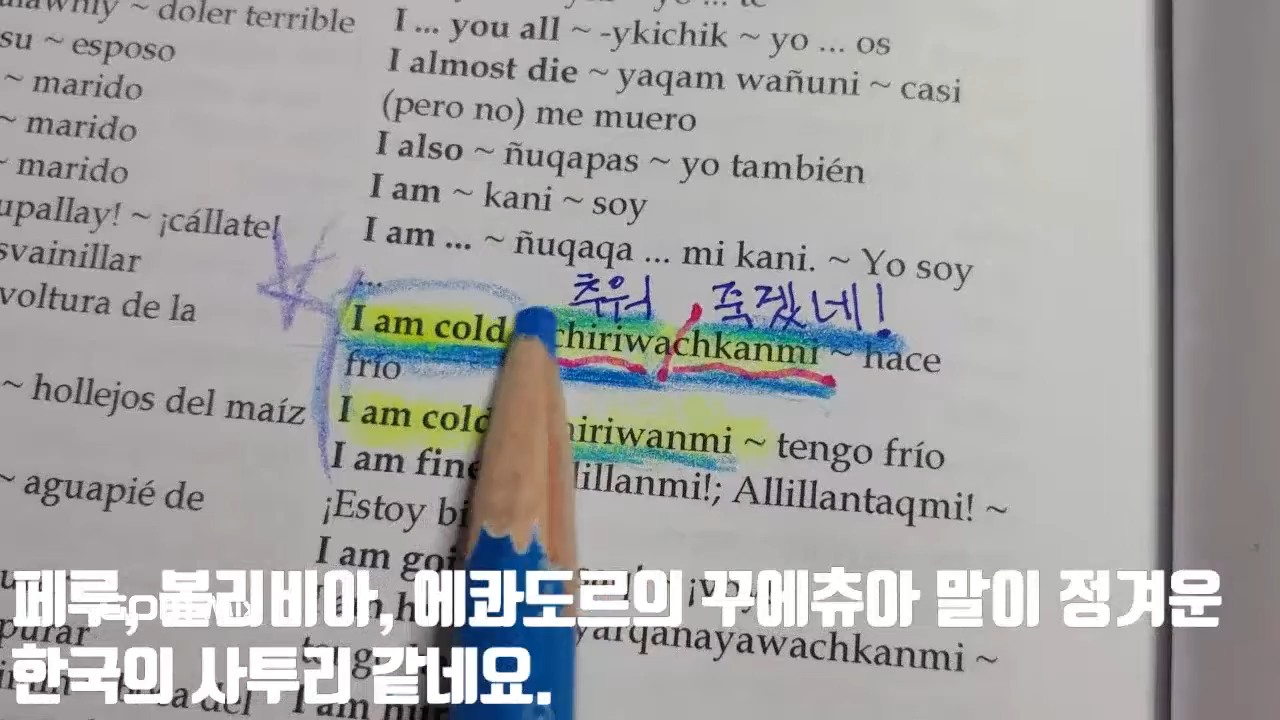 ~ doler terrible
su ~ esposo
~ marido
~ marido
~ marido
upallay! ~ ¡cállate!
svainillar
voltura de la
~ hollejos del maíz
~ aguapié de
purar
I ... you all ~ -ykichik ~ yo ... os
I almost die ~ yaqam wañuni ~ casi
(pero no) me muero
I also ~ ñuqapas ~ yo también
I am ~ kani ~ soy
I am ... ~ ñuqaqa ... mi kani. ~ Yo soy
...
추워 죽겠네!
I am cold chiriwachkanmi ~ hace
frío
I am cold hiriwanmi ~ tengo frío
I am fine lillanmi!; Allillantaqmi! ~
¡Estoy bi
I am goi
yarqanayawachkanmi ~
페루, 볼리비아, 에콰도르의 꾸에츄아 말이 정겨운
한국의 사투리 같네요.